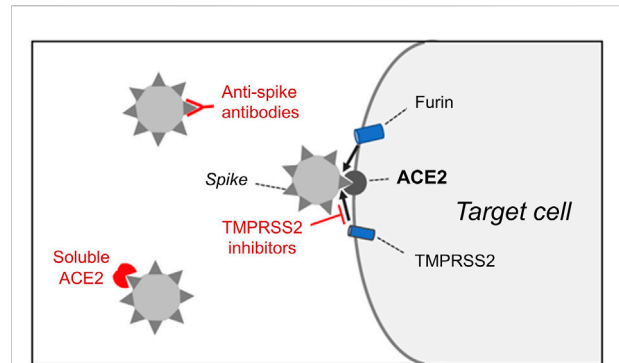 Anti-spike
antibodies
Furin
Spike
ACE2
Target cell
TMPRSS2
inhibitors
Soluble
ACE2
TMPRSS2